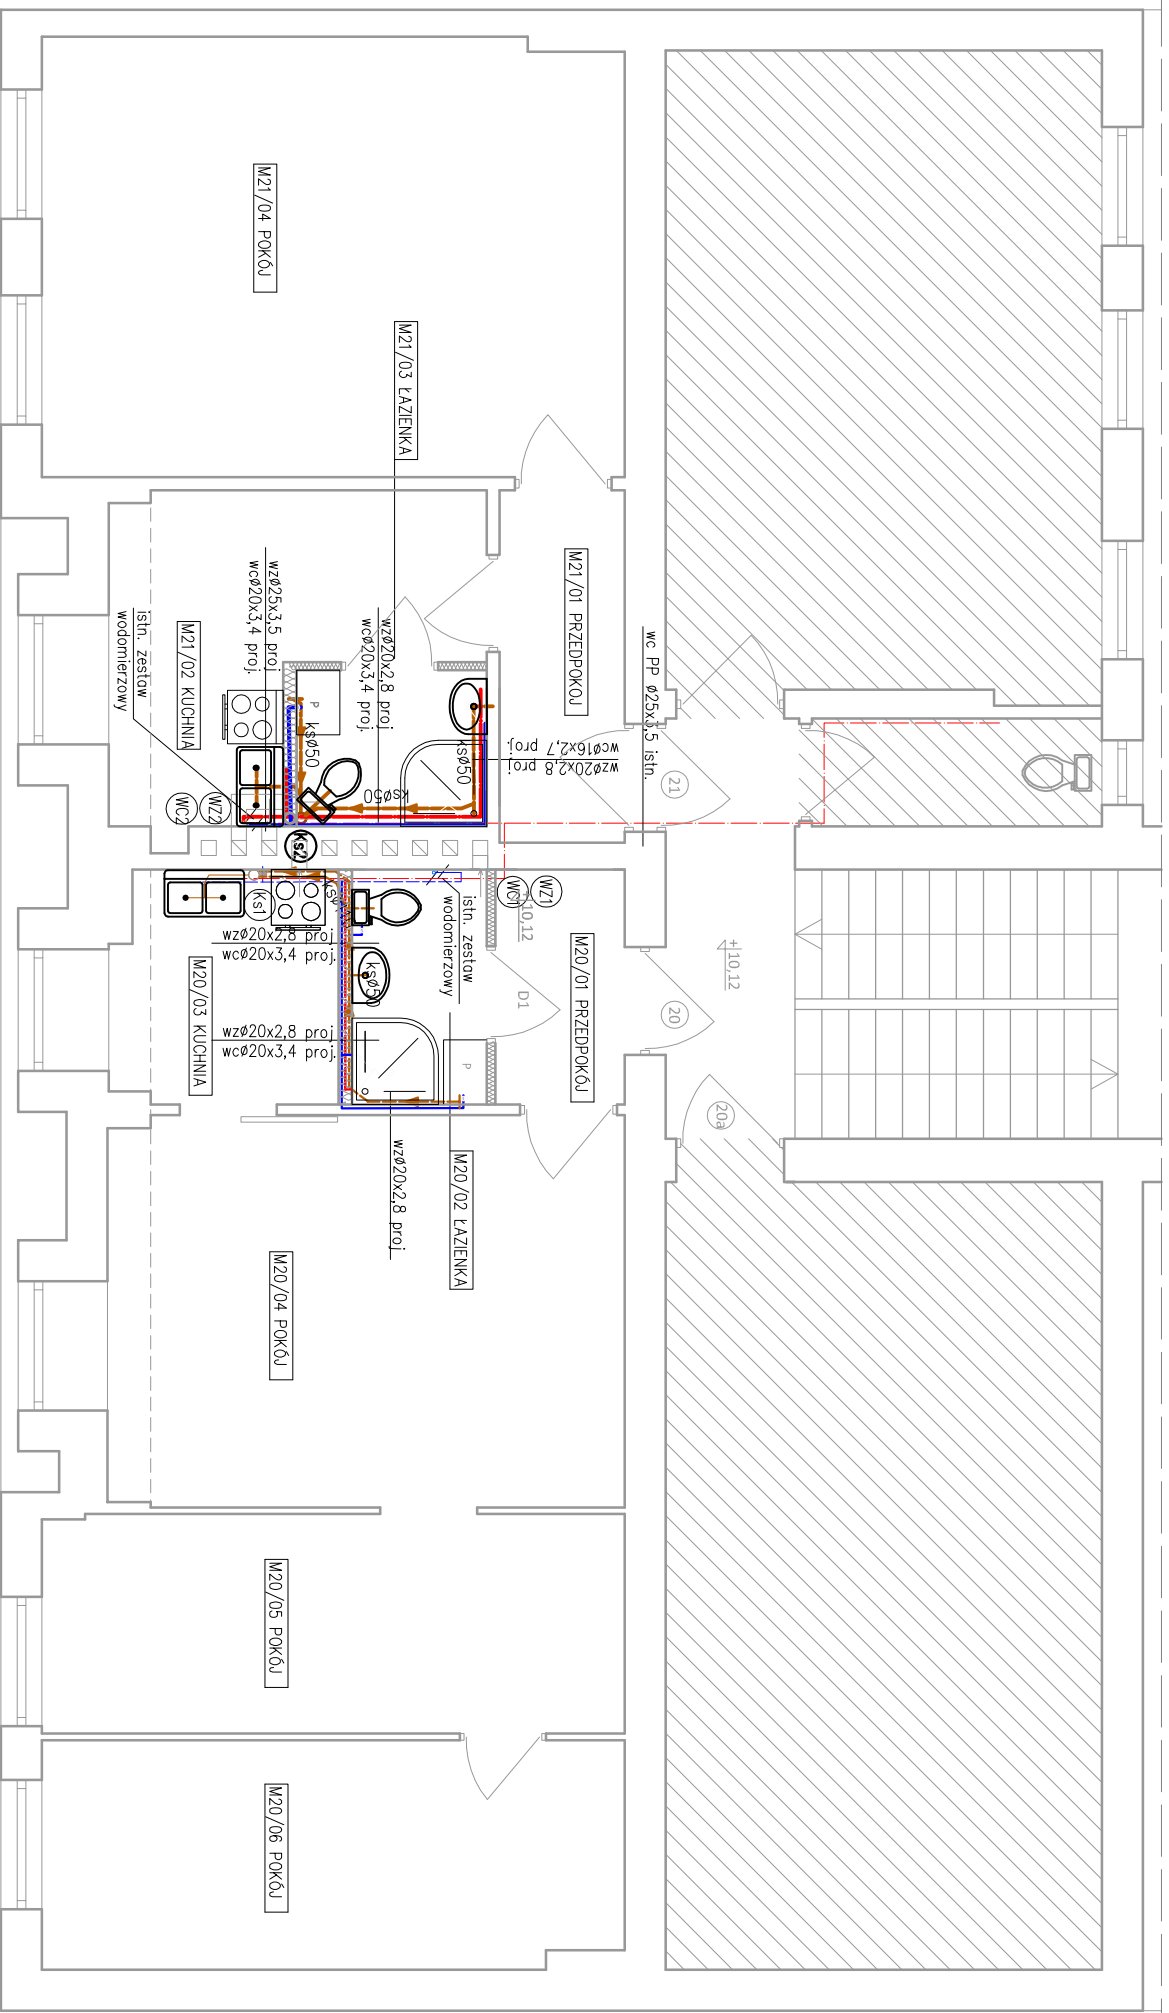 M21/04 POKÓJ
M21/03 ŁAZIENKA
M21/01 PRZEDPOKOJ
wc PP ø25x3,5 istn.
wzø25x3,5 proj.
wcø20x3,4 proj.
wzø20x2,8 proj.
wcø20x3,4 proj.
wzø20x2,8 proj.
wcø16x2,7 proj.
istn. zestaw
wodomierzowy
M21/02 KUCHNIA
P
ksø50
ksø50
ksø50
21
WC2
WZ2
Ks2
Ks1
WC1
WZ1
+10,12
+10,12
istn. zestaw
wodomierzowy
wzø20x2,8 proj.
wcø20x3,4 proj.
ksø50
M20/03 KUCHNIA
M20/01 PRZEDPOKÓJ
D1
20
20a
wzø20x2,8 proj.
wcø20x3,4 proj.
P
wzø20x2,8 proj.
M20/02 ŁAZIENKA
M20/04 POKÓJ
M20/05 POKÓJ
M20/06 POKÓJ